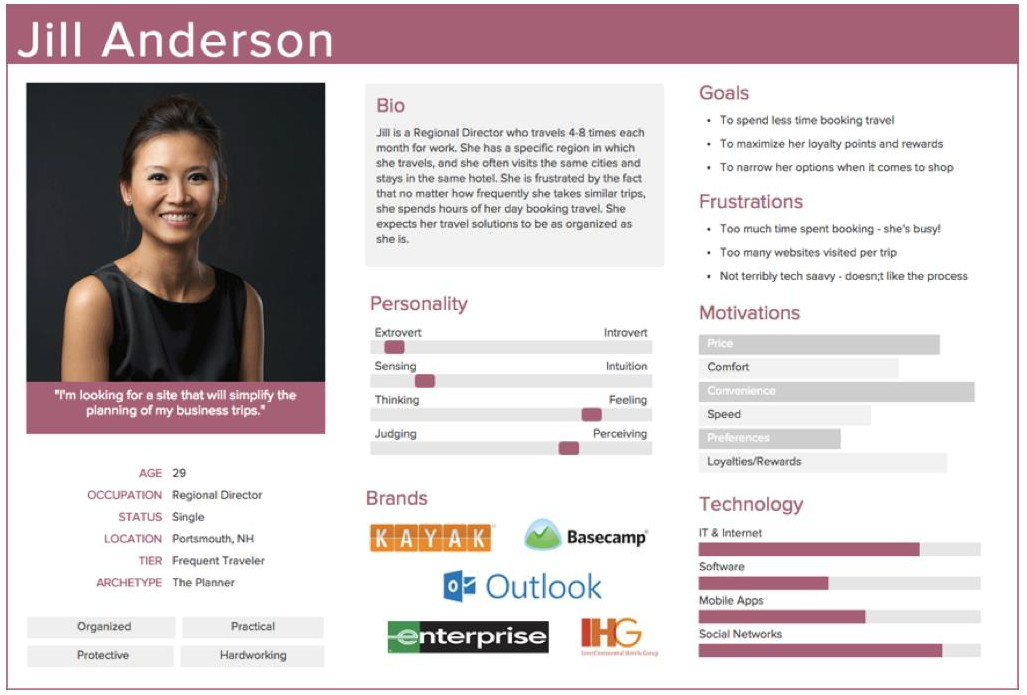 Jill Anderson
"I'm looking for a site that will simplify the
planning of my business trips."
AGE 29
OCCUPATION Regional Director
STATUS Single
LOCATION Portsmouth, NH
TIER Frequent Traveler
ARCHETYPE The Planner
Organized Practical
Protective Hardworking
Bio
Jill is a Regional Director who travels 4-8 times each
month for work. She has a specific region in which
she travels, and she often visits the same cities and
stays in the same hotel. She is frustrated by the fact
that no matter how frequently she takes similar trips,
she spends hours of her day booking travel. She
expects her travel solutions to be as organized as
she is.
Personality
Extrovert Introvert
Sensing Intuition
Thinking Feeling
Judging Perceiving
Brands
KAYAK Basecamp
Outlook
enterprise IHG
InterContinental Hotels Group
Goals
• To spend less time booking travel
• To maximize her loyalty points and rewards
• To narrow her options when it comes to shop
Frustrations
• Too much time spent booking - she's busy!
• Too many websites visited per trip
• Not terribly tech saavy - doesn;t like the process
Motivations
Price
Comfort
Convenience
Speed
Preferences
Loyalties/Rewards
Technology
IT & Internet
Software
Mobile Apps
Social Networks